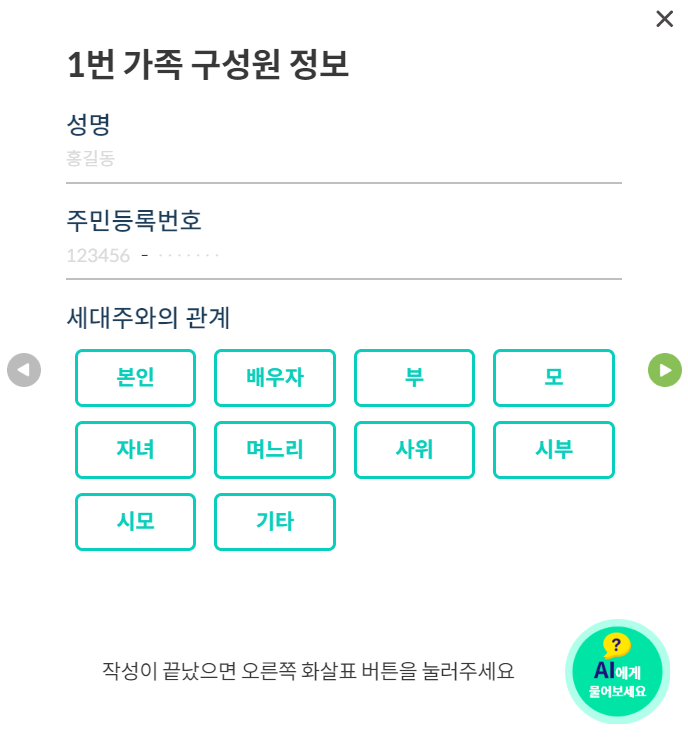 1번 가족 구성원 정보
성명
홍길동
주민등록번호
123456 - ·······
세대주와의 관계
본인 배우자 부 모
자녀 며느리 사위 시부
시모 기타
작성이 끝났으면 오른쪽 화살표 버튼을 눌러주세요
?
AI에게
물어보세요